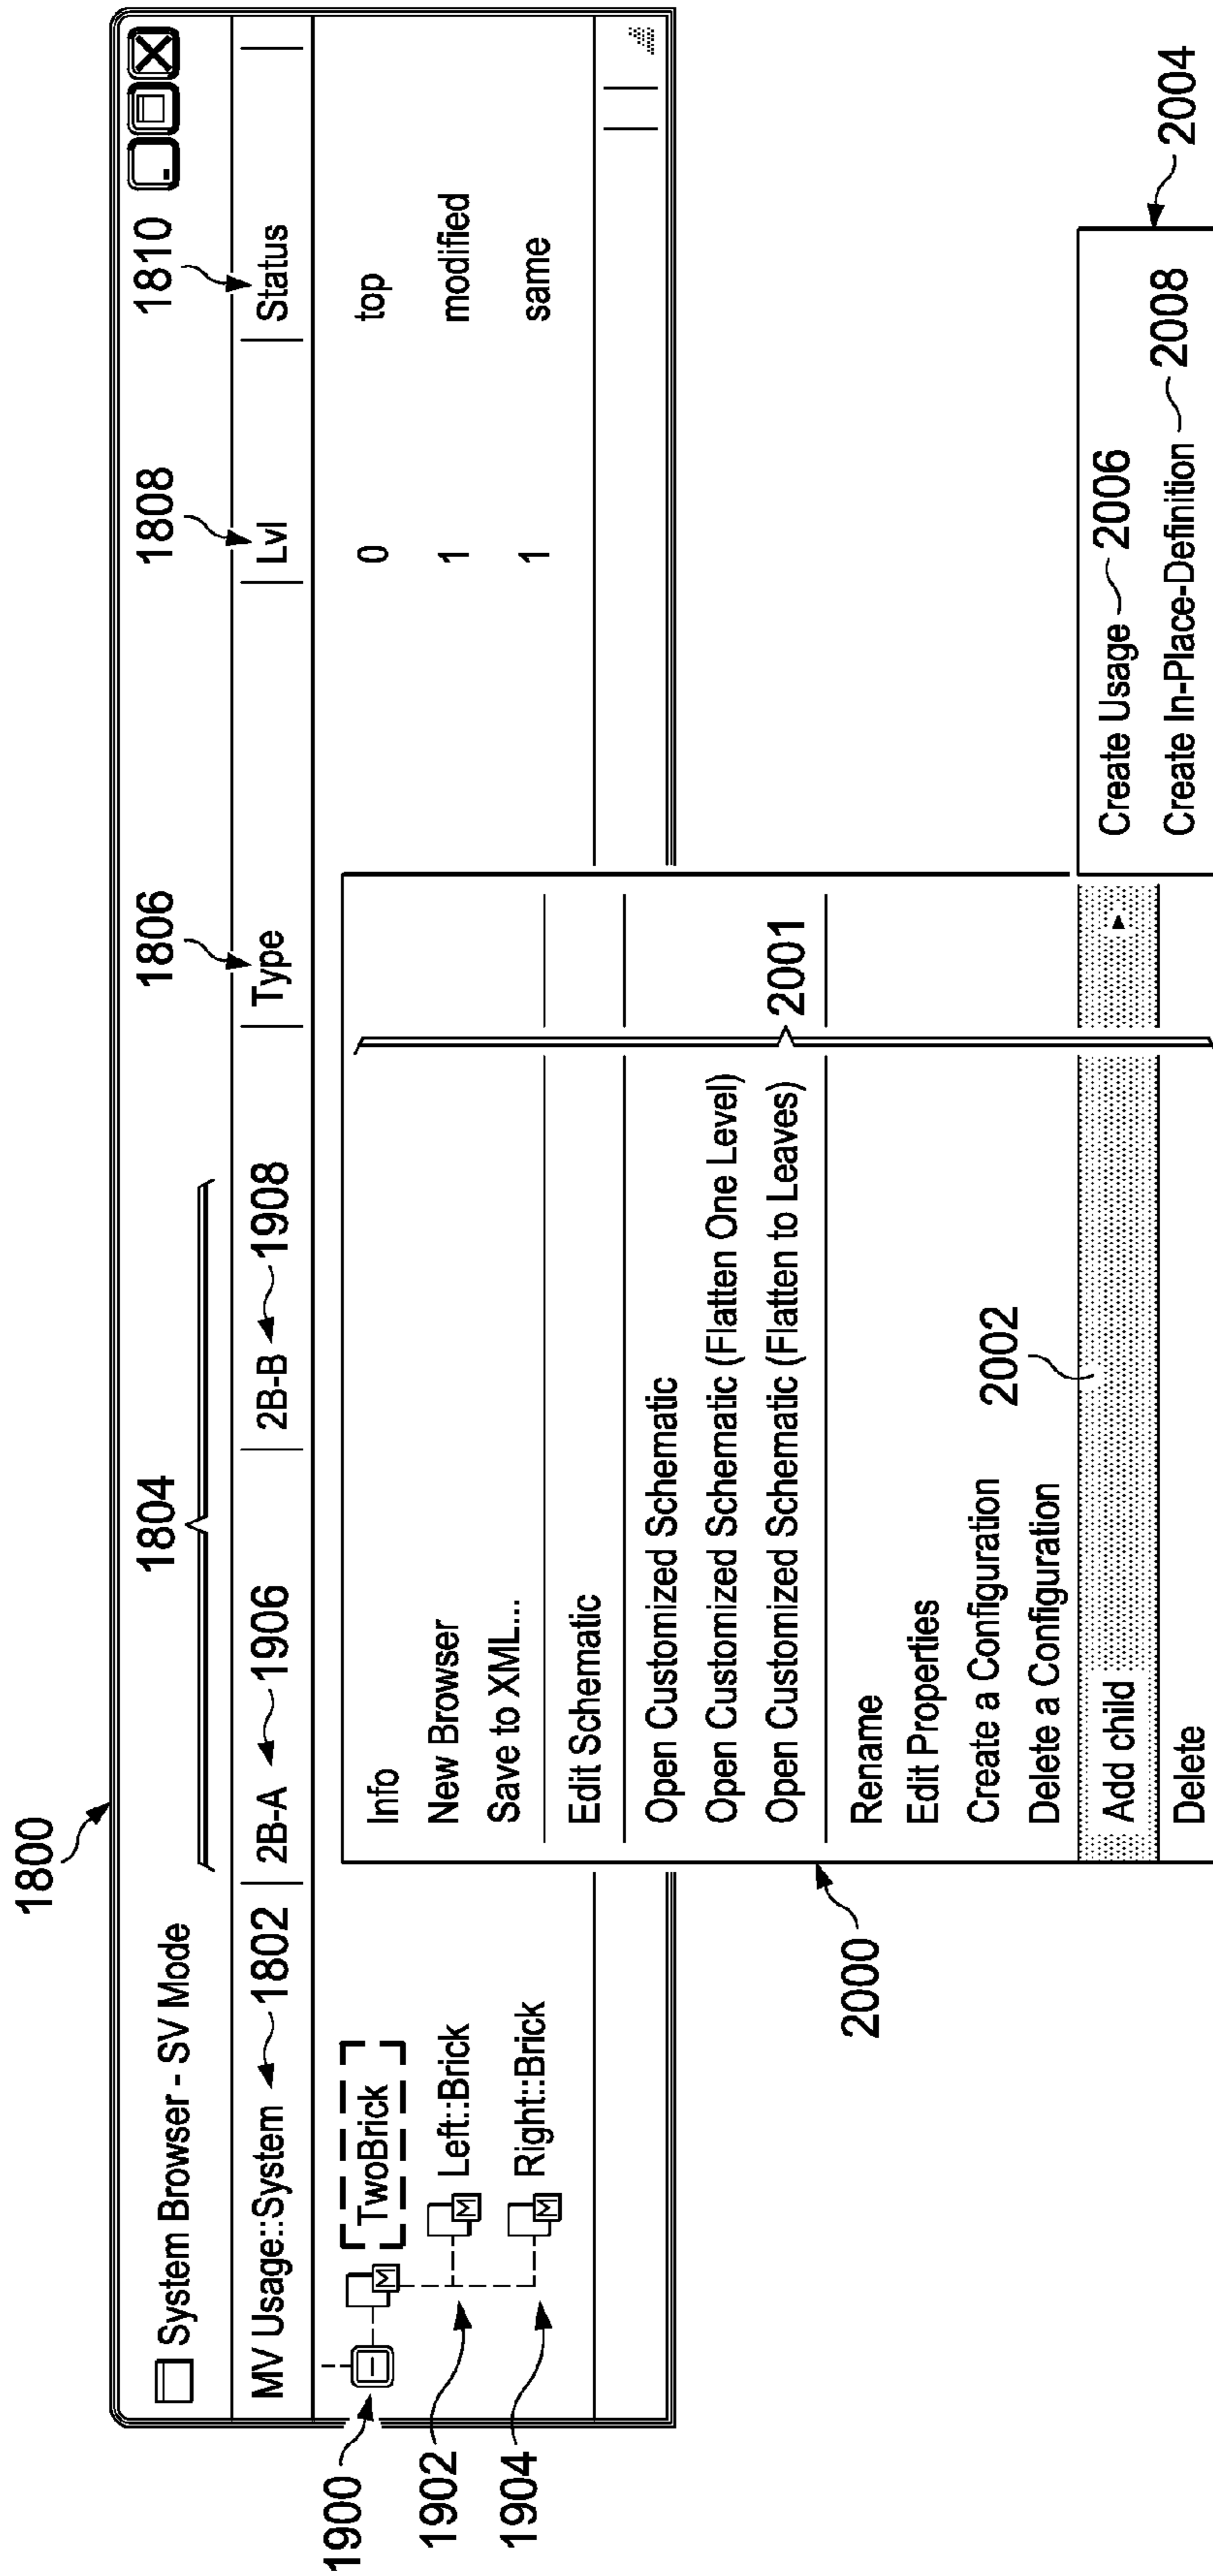 1800
System Browser - SV Mode
1804
1806
1808
1810
MV Usage::System 1802
2B-A 1906
2B-B 1908
Type
Lvl
Status
1900
TwoBrick
0
top
1902
Left::Brick
1
modified
1904
Right::Brick
1
same
2000
Info
New Browser
Save to XML...
Edit Schematic
Open Customized Schematic
Open Customized Schematic (Flatten One Level)
Open Customized Schematic (Flatten to Leaves)
2001
Rename
Edit Properties
Create a Configuration
Delete a Configuration
2002
Add child
Delete
Create Usage 2006
Create In-Place-Definition 2008
2004
M
M
M